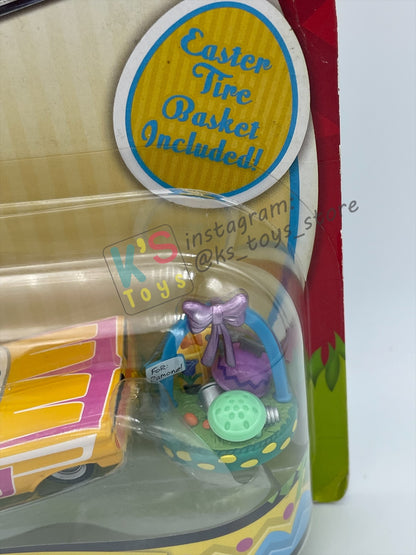 Easter
Tire
Basket
Included!
K's
Toys
instagram
@ks_toys_store
FOR
Ramone!